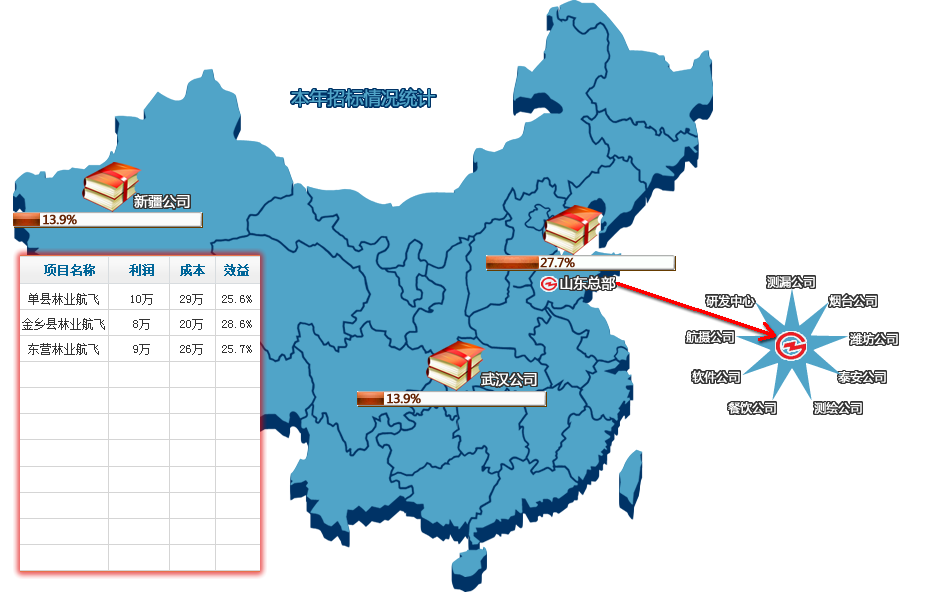 本年招标情况统计
新疆公司
13.9%
27.7%
山东总部
武汉公司
13.9%
项目名称 利润 成本 效益
单县林业航飞 10万 29万 25.6%
金乡县林业航飞 8万 20万 28.6%
东营林业航飞 9万 26万 25.7%
测漏公司
研发中心
烟台公司
航摄公司
潍坊公司
软件公司
泰安公司
餐饮公司
测绘公司